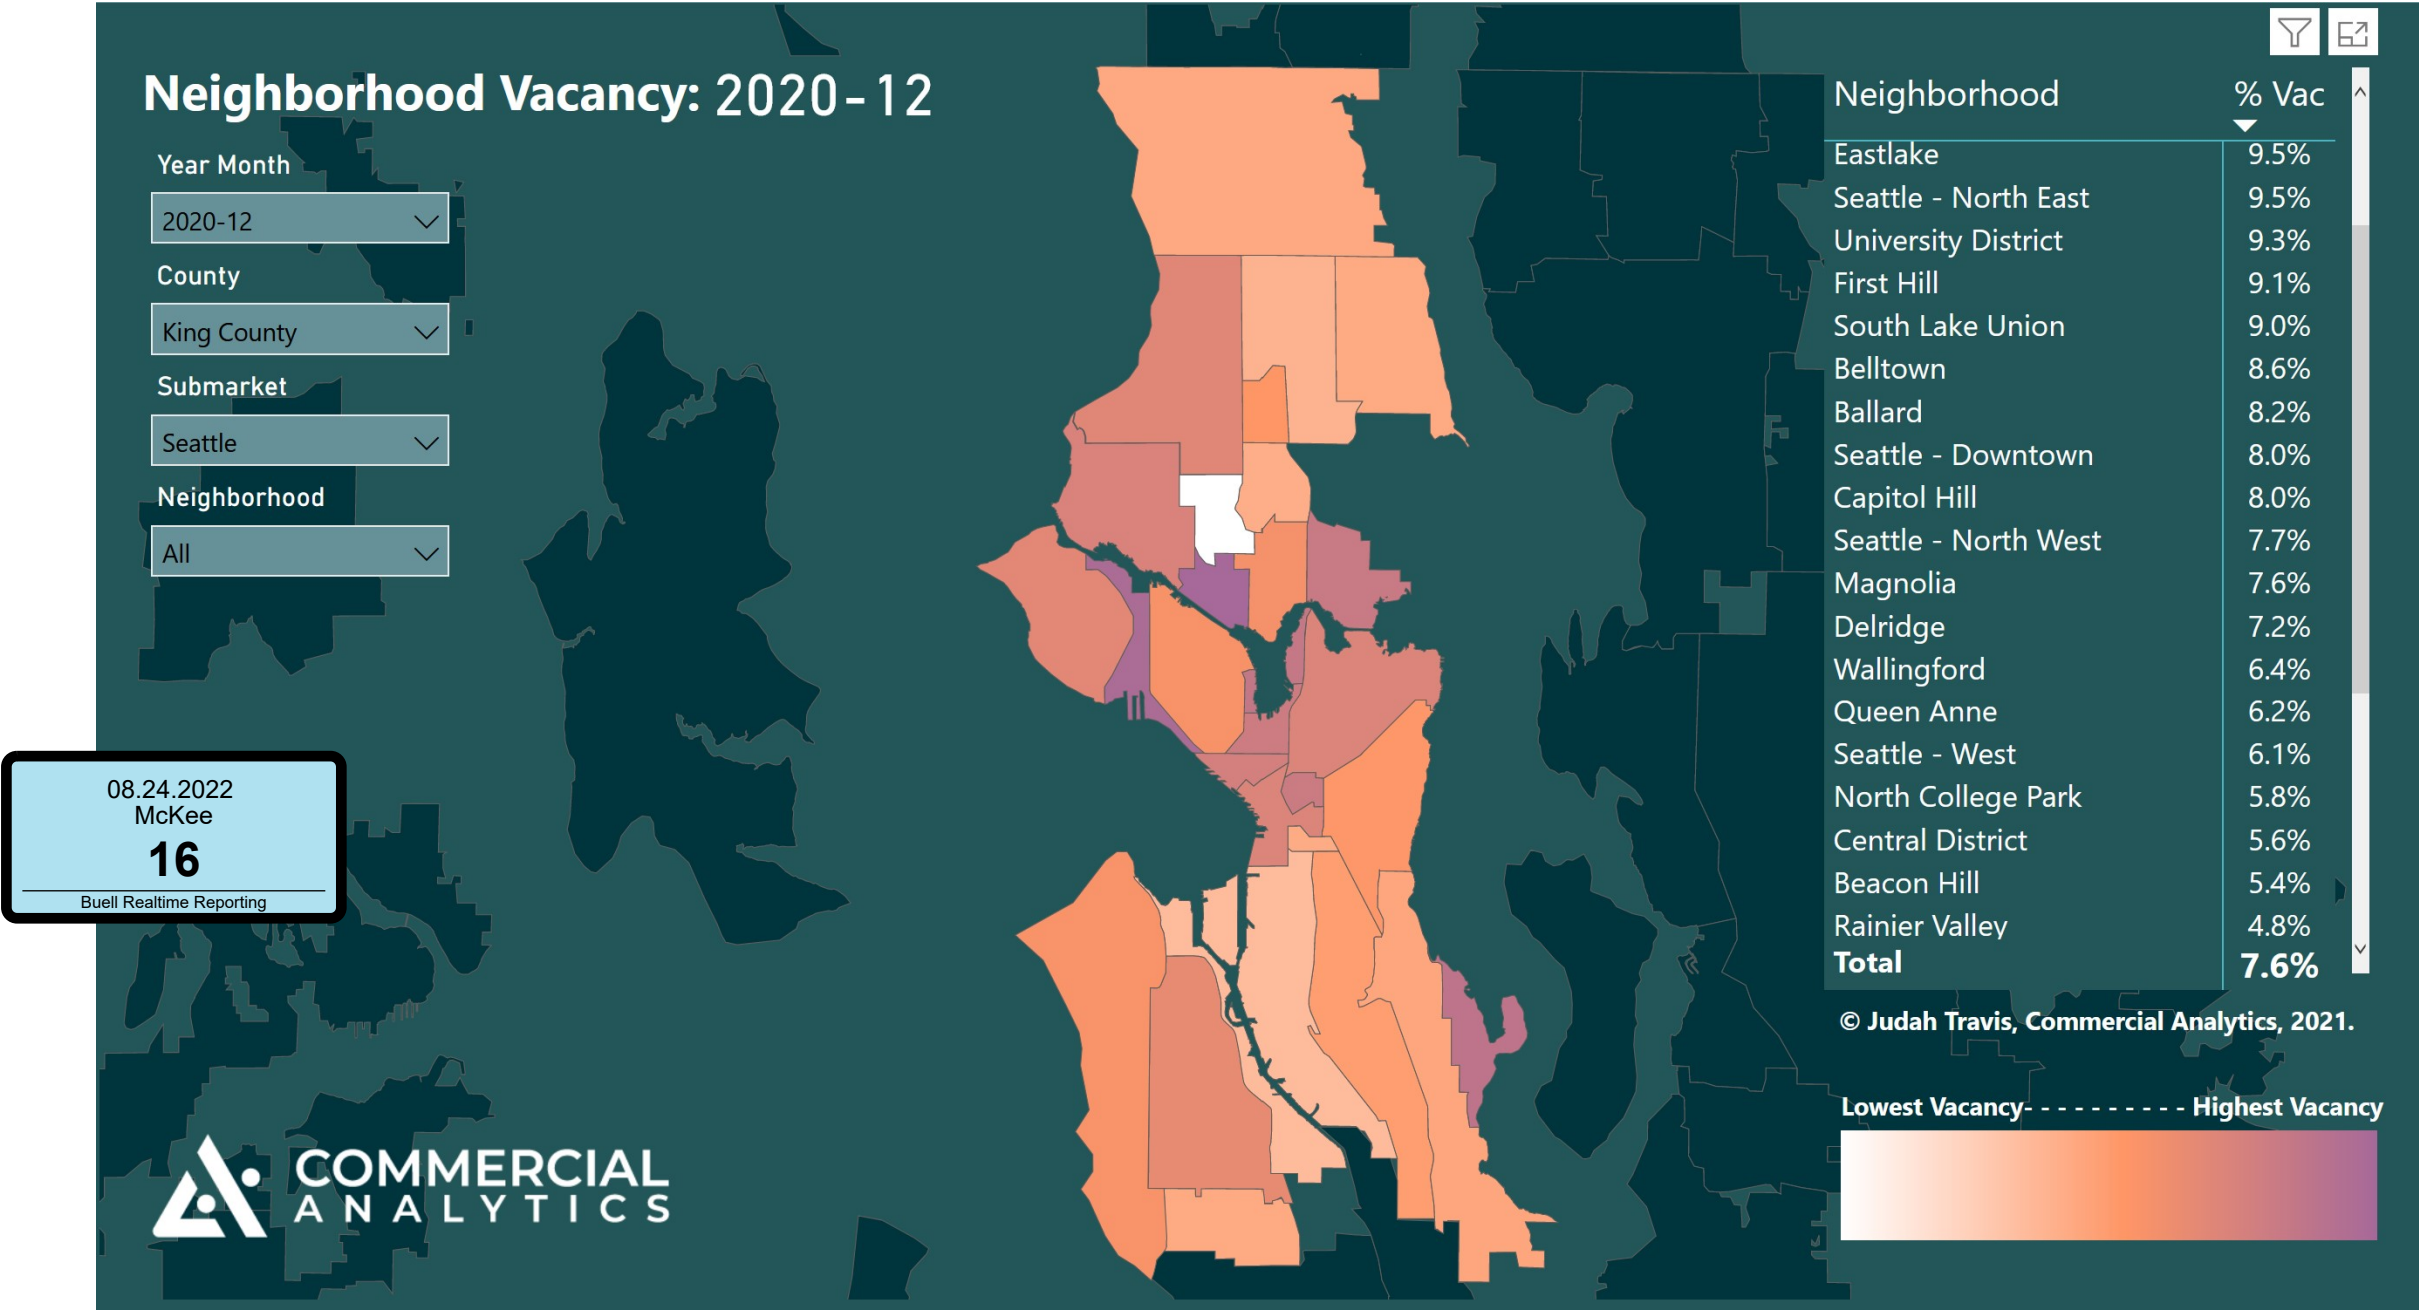 Neighborhood Vacancy: 2020-12
Year Month
2020-12
County
King County
Submarket
Seattle
Neighborhood
All
08.24.2022
McKee
16
Buell Realtime Reporting
COMMERCIAL
ANALYTICS
Neighborhood % Vac
Eastlake 9.5%
Seattle - North East 9.5%
University District 9.3%
First Hill 9.1%
South Lake Union 9.0%
Belltown 8.6%
Ballard 8.2%
Seattle - Downtown 8.0%
Capitol Hill 8.0%
Seattle - North West 7.7%
Magnolia 7.6%
Delridge 7.2%
Wallingford 6.4%
Queen Anne 6.2%
Seattle - West 6.1%
North College Park 5.8%
Central District 5.6%
Beacon Hill 5.4%
Rainier Valley 4.8%
Total 7.6%
© Judah Travis, Commercial Analytics, 2021.
Lowest Vacancy- - - - - - - - - - Highest Vacancy